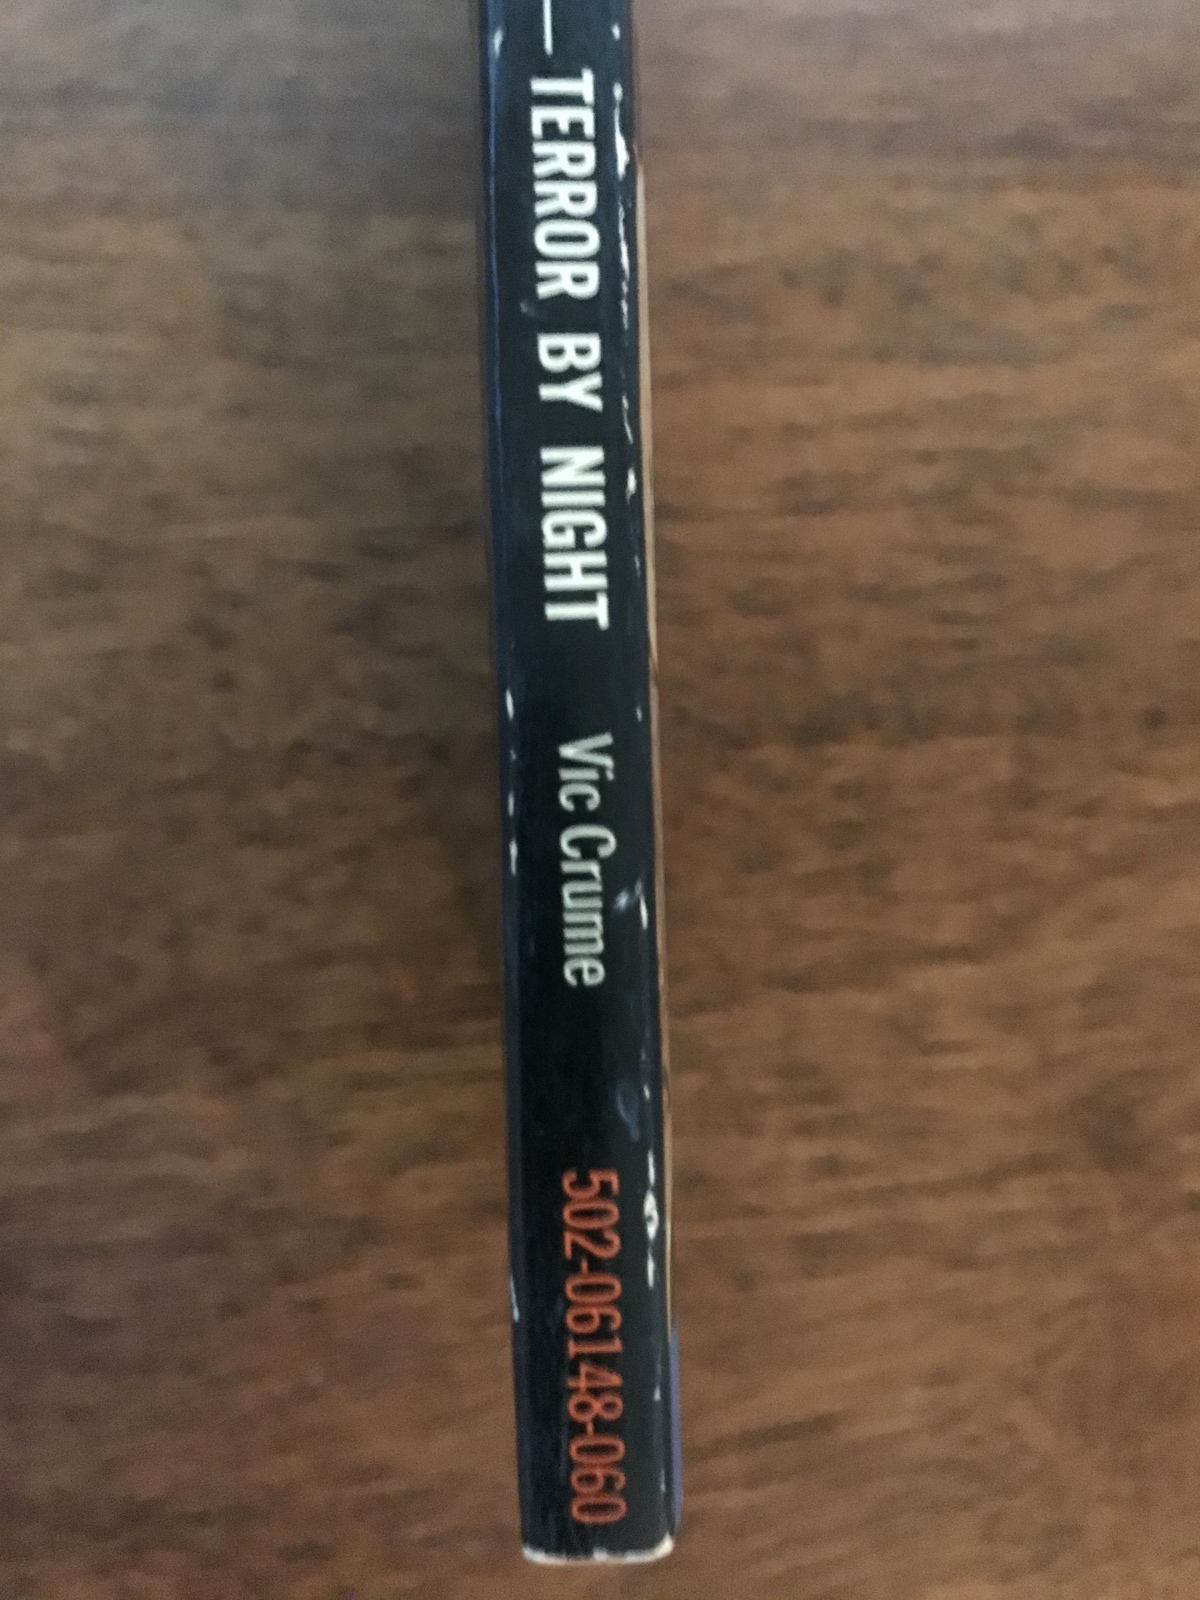 — TERROR BY NIGHT Vic Crume 502-06148-060